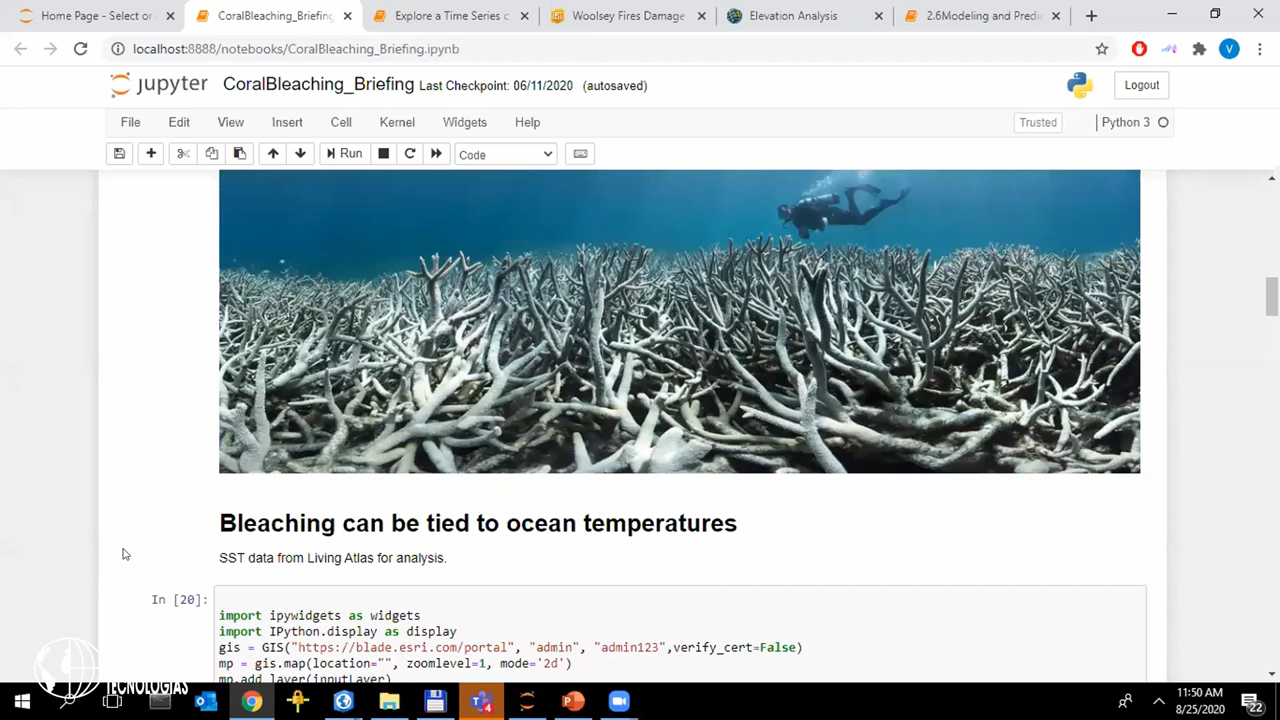 Home Page - Select or a
CoralBleaching_Briefing
Explore a Time Series o
Woolsey Fires Damage
Elevation Analysis
2.6Modeling and Predi
localhost:8888/notebooks/CoralBleaching_Briefing.ipynb
V
jupyter CoralBleaching_Briefing Last Checkpoint: 06/11/2020 (autosaved)
Logout
File Edit View Insert Cell Kernel Widgets Help
Trusted
Python 3
Run
Code
Bleaching can be tied to ocean temperatures
SST data from Living Atlas for analysis.
In [20]:
import ipywidgets as widgets
import IPython.display as display
gis = GIS("https://blade.esri.com/portal", "admin", "admin123",verify_cert=False)
mp = gis.map(location="", zoomlevel=1, mode='2d')
mp.add_layer(inputLayer)
TECNOLOGÍAS
11:50 AM
8/25/2020
22